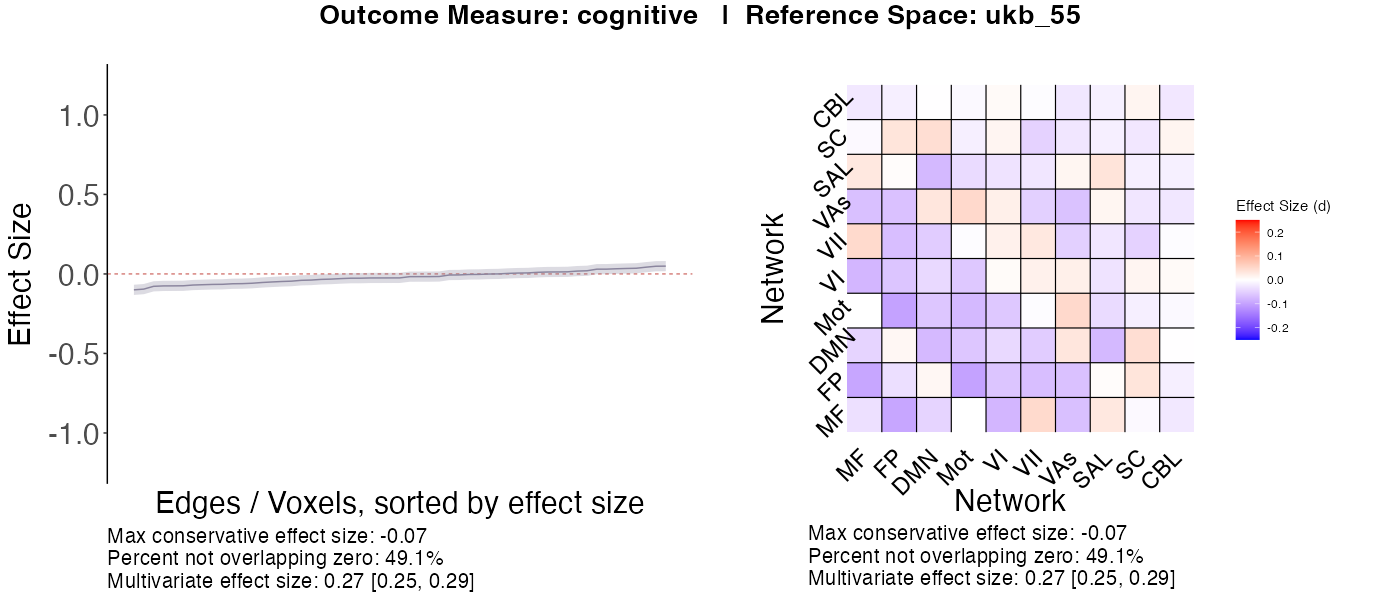 Outcome Measure: cognitive | Reference Space: ukb_55
Effect Size
1.0
0.5
0.0
-0.5
-1.0
Edges / Voxels, sorted by effect size
Max conservative effect size: -0.07
Percent not overlapping zero: 49.1%
Multivariate effect size: 0.27 [0.25, 0.29]
Network
CBL
SC
SAL
VAs
VII
VI
Mot
DMN
FP
MF
MF
FP
DMN
Mot
VI
VII
VAs
SAL
SC
CBL
Network
Max conservative effect size: -0.07
Percent not overlapping zero: 49.1%
Multivariate effect size: 0.27 [0.25, 0.29]
Effect Size (d)
0.2
0.1
0.0
-0.1
-0.2